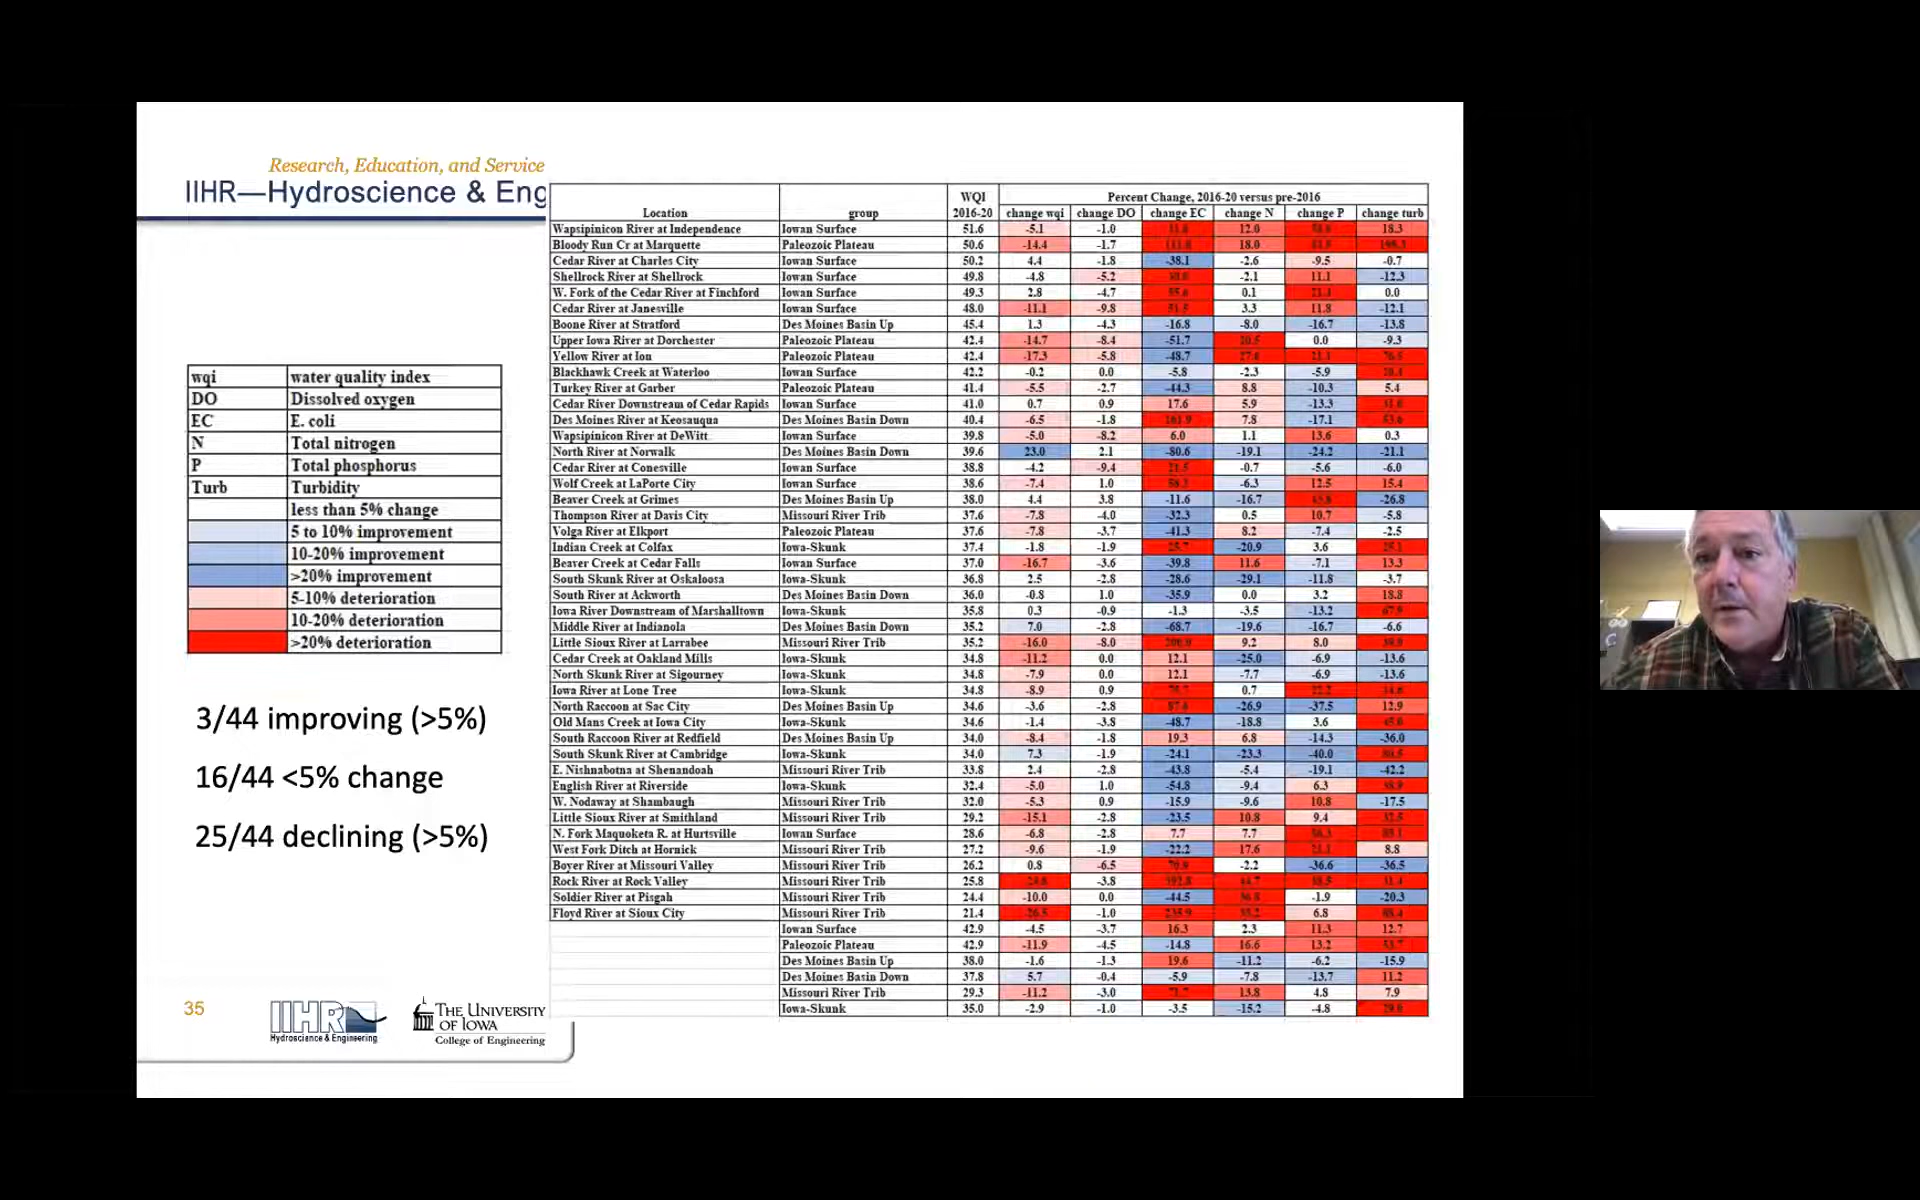 Research, Education, and Service
IIHR—Hydroscience & Eng
wqi water quality index
DO Dissolved oxygen
EC E. coli
N Total nitrogen
P Total phosphorus
Turb Turbidity
less than 5% change
5 to 10% improvement
10-20% improvement
>20% improvement
5-10% deterioration
10-20% deterioration
>20% deterioration
3/44 improving (>5%)
16/44 <5% change
25/44 declining (>5%)
35
IIHR
Hydroscience & Engineering
THE UNIVERSITY
OF IOWA
College of Engineering
WQI Percent Change, 2016-20 versus pre-2016
Location group 2016-20 change wqi change DO change EC change N change P change turb
Wapsipinicon River at Independence Iowan Surface 51.6 -5.1 -1.0 12.0 18.3
Bloody Run Cr at Marquette Paleozoic Plateau 50.6 -14.4 -1.7 18.0
Cedar River at Charles City Iowan Surface 50.2 4.4 -1.8 -38.1 -2.6 -9.5 -0.7
Shellrock River at Shellrock Iowan Surface 49.8 -4.8 -5.2 -2.1 11.1 -12.3
W. Fork of the Cedar River at Finchford Iowan Surface 49.3 2.8 -4.7 0.1 0.0
Cedar River at Janesville Iowan Surface 48.0 -11.1 -9.8 3.3 11.8 -12.1
Boone River at Stratford Des Moines Basin Up 45.4 1.3 -4.3 -16.8 -8.0 -16.7 -13.8
Upper Iowa River at Dorchester Paleozoic Plateau 42.4 -14.7 -8.4 -51.7 0.0 -9.3
Yellow River at Ion Paleozoic Plateau 42.4 -17.3 -5.8 -48.7
Blackhawk Creek at Waterloo Iowan Surface 42.2 -0.2 0.0 -5.8 -2.3 -5.9
Turkey River at Garber Paleozoic Plateau 41.4 -5.5 -2.7 -44.3 8.8 -10.3 5.4
Cedar River Downstream of Cedar Rapids Iowan Surface 41.0 0.7 0.9 17.6 5.9 -13.3
Des Moines River at Keosauqua Des Moines Basin Down 40.4 -6.5 -1.8 7.8 -17.1
Wapsipinicon River at DeWitt Iowan Surface 39.8 -5.0 -8.2 6.0 1.1 13.6 0.3
North River at Norwalk Des Moines Basin Down 39.6 23.0 2.1 -80.6 -19.1 -24.2 -21.1
Cedar River at Conesville Iowan Surface 38.8 -4.2 -9.4 -0.7 -5.6 -6.0
Wolf Creek at LaPorte City Iowan Surface 38.6 -7.4 1.0 -6.3 12.5 15.4
Beaver Creek at Grimes Des Moines Basin Up 38.0 4.4 3.8 -11.6 -16.7 -26.8
Thompson River at Davis City Missouri River Trib 37.6 -7.8 -4.0 -32.3 0.5 10.7 -5.8
Volga River at Elkport Paleozoic Plateau 37.6 -7.8 -3.7 -41.3 8.2 -7.4 -2.5
Indian Creek at Colfax Iowa-Skunk 37.4 -1.8 -1.9 -20.9 3.6
Beaver Creek at Cedar Falls Iowan Surface 37.0 -16.7 -3.6 -39.8 11.6 -7.1 13.3
South Skunk River at Oskaloosa Iowa-Skunk 36.8 2.5 -2.8 -28.6 -29.1 -11.8 -3.7
South River at Ackworth Des Moines Basin Down 36.0 -0.8 1.0 -35.9 0.0 3.2 18.8
Iowa River Downstream of Marshalltown Iowa-Skunk 35.8 0.3 -0.9 -1.3 -3.5 -13.2
Middle River at Indianola Des Moines Basin Down 35.2 7.0 -2.8 -68.7 -19.6 -16.7 -6.6
Little Sioux River at Larrabee Missouri River Trib 35.2 -16.0 -8.0 9.2 8.0
Cedar Creek at Oakland Mills Iowa-Skunk 34.8 -11.2 0.0 12.1 -25.0 -6.9 -13.6
North Skunk River at Sigourney Iowa-Skunk 34.8 -7.9 0.0 12.1 -7.7 -6.9 -13.6
Iowa River at Lone Tree Iowa-Skunk 34.8 -8.9 0.9 0.7
North Raccoon at Sac City Des Moines Basin Up 34.6 -3.6 -2.8 -26.9 -37.5 12.9
Old Mans Creek at Iowa City Iowa-Skunk 34.6 -1.4 -3.8 -48.7 -18.8 3.6
South Raccoon River at Redfield Des Moines Basin Up 34.0 -8.4 -1.8 19.3 6.8 -14.3 -36.0
South Skunk River at Cambridge Iowa-Skunk 34.0 7.3 -1.9 -24.1 -23.3 -40.0
E. Nishnabotna at Shenandoah Missouri River Trib 33.8 2.4 -2.8 -43.8 -5.4 -19.1 -42.2
English River at Riverside Iowa-Skunk 32.4 -5.0 1.0 -54.8 -9.4 6.3
W. Nodaway at Shambaugh Missouri River Trib 32.0 -5.3 0.9 -15.9 -9.6 10.8 -17.5
Little Sioux River at Smithland Missouri River Trib 29.2 -15.1 -2.8 -23.5 10.8 9.4
N. Fork Maquoketa R. at Hurtsville Iowan Surface 28.6 -6.8 -2.8 7.7 7.7
West Fork Ditch at Hornick Missouri River Trib 27.2 -9.6 -1.9 -22.2 17.6 8.8
Boyer River at Missouri Valley Missouri River Trib 26.2 0.8 -6.5 -2.2 -36.6 -36.5
Rock River at Rock Valley Missouri River Trib 25.8 -3.8
Soldier River at Pisgah Missouri River Trib 24.4 -10.0 0.0 -44.5 -1.9 -20.3
Floyd River at Sioux City Missouri River Trib 21.4 -1.0 6.8
Iowan Surface 42.9 -4.5 -3.7 16.3 2.3 11.3 12.7
Paleozoic Plateau 42.9 -11.9 -4.5 -14.8 16.6 13.2
Des Moines Basin Up 38.0 -1.6 -1.3 19.6 -11.2 -6.2 -15.9
Des Moines Basin Down 37.8 5.7 -0.4 -5.9 -7.8 -13.7 11.2
Missouri River Trib 29.3 -11.2 -3.0 13.8 4.8 7.9
Iowa-Skunk 35.0 -2.9 -1.0 -3.5 -15.2 -4.8